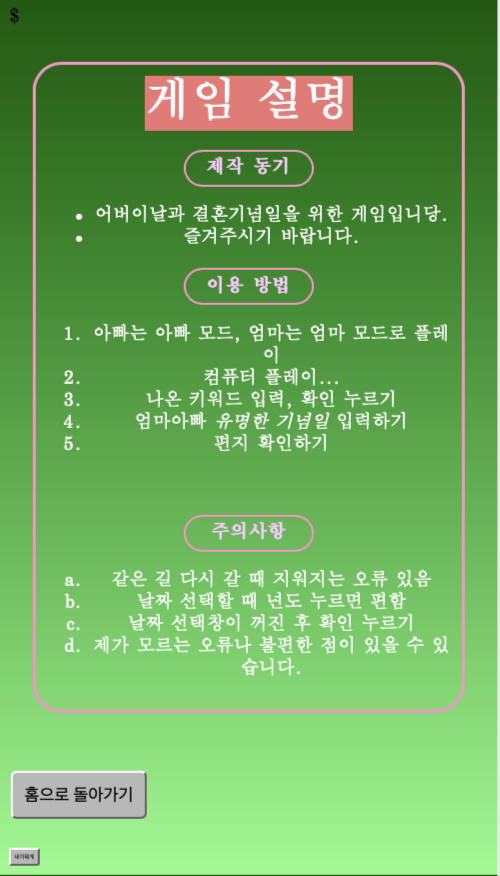 $
게임 설명
제작 동기
• 어버이날과 결혼기념일을 위한 게임입니당.
• 즐겨주시기 바랍니다.
이용 방법
1. 아빠는 아빠 모드, 엄마는 엄마 모드로 플레
이
2. 컴퓨터 플레이...
3. 나온 키워드 입력, 확인 누르기
4. 엄마아빠 유명한 기념일 입력하기
5. 편지 확인하기
주의사항
a. 같은 길 다시 갈 때 지워지는 오류 있음
b. 날짜 선택할 때 년도 누르면 편함
c. 날짜 선택창이 꺼진 후 확인 누르기
d. 제가 모르는 오류나 불편한 점이 있을 수 있
습니다.
홈으로 돌아가기